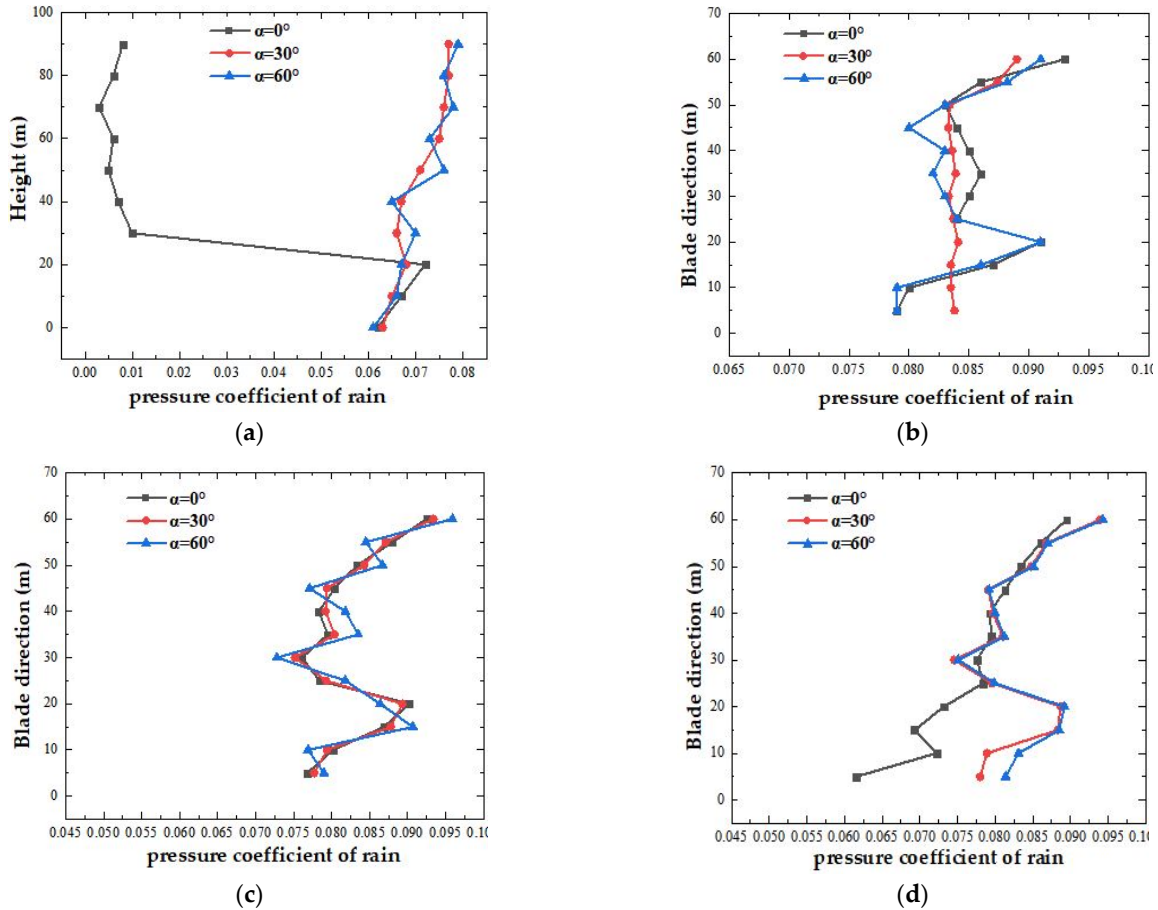 100
80
60
40
20
0
Height (m)
α=0°
α=30°
α=60°
0.00 0.01 0.02 0.03 0.04 0.05 0.06 0.07 0.08
pressure coefficient of rain
(a)
70
60
50
40
30
20
10
0
Blade direction (m)
α=0°
α=30°
α=60°
0.065 0.070 0.075 0.080 0.085 0.090 0.095 0.10
pressure coefficient of rain
(b)
70
60
50
40
30
20
10
0
Blade direction (m)
α=0°
α=30°
α=60°
0.045 0.050 0.055 0.060 0.065 0.070 0.075 0.080 0.085 0.090 0.095 0.10
pressure coefficient of rain
(c)
70
60
50
40
30
20
10
0
Blade direction (m)
α=0°
α=30°
α=60°
0.045 0.050 0.055 0.060 0.065 0.070 0.075 0.080 0.085 0.090 0.095 0.10
pressure coefficient of rain
(d)